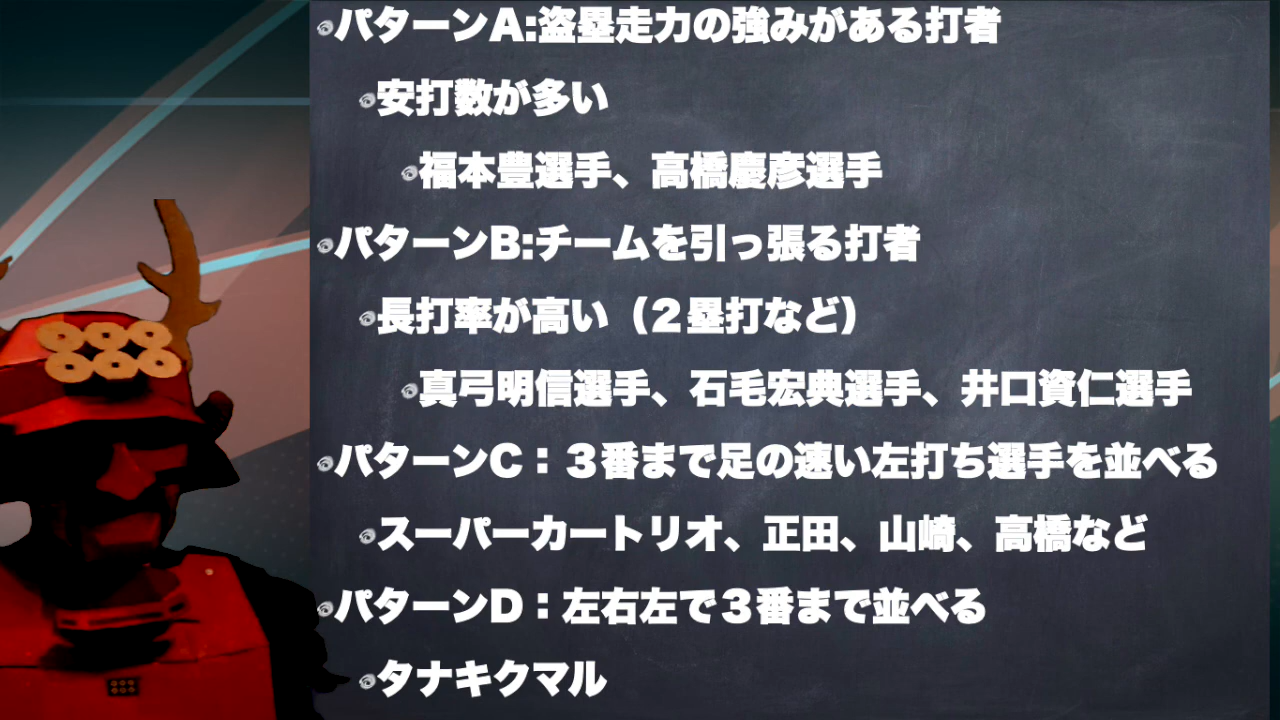 パターンA:盗塁走力の強みがある打者
安打数が多い
福本豊選手、高橋慶彦選手
パターンB:チームを引っ張る打者
長打率が高い（２塁打など）
真弓明信選手、石毛宏典選手、井口資仁選手
パターンC：３番まで足の速い左打ち選手を並べる
スーパーカートリオ、正田、山崎、高橋など
パターンD：左右左で３番まで並べる
タナキクマル